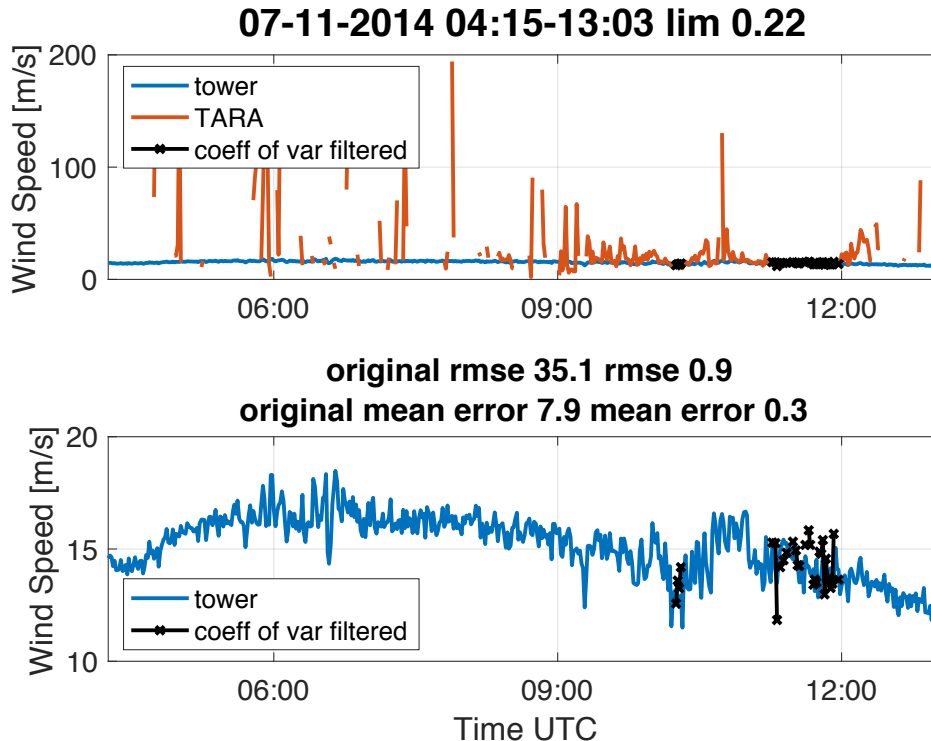 07-11-2014 04:15-13:03 lim 0.22
Wind Speed [m/s]
200
100
0
tower
TARA
coeff of var filtered
06:00
09:00
12:00
original rmse 35.1 rmse 0.9
original mean error 7.9 mean error 0.3
Wind Speed [m/s]
20
15
10
tower
coeff of var filtered
06:00
09:00
12:00
Time UTC